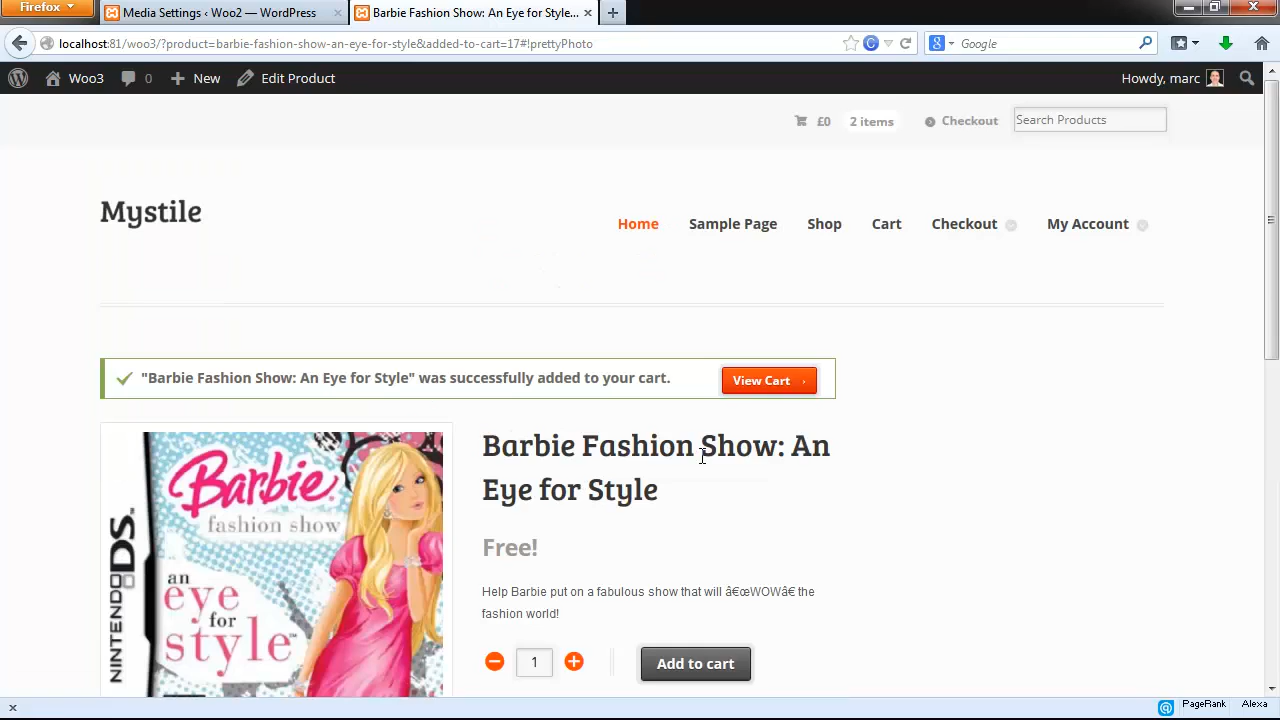 Firefox
Media Settings ‹ Woo2 — WordPress
Barbie Fashion Show: An Eye for Style...
localhost:81/woo3/?product=barbie-fashion-show-an-eye-for-style&added-to-cart=17#!prettyPhoto
Google
Woo3 0 New Edit Product
Howdy, marc
£0 2 items Checkout Search Products
Mystile
Home Sample Page Shop Cart Checkout My Account
"Barbie Fashion Show: An Eye for Style" was successfully added to your cart.
View Cart ›
Barbie
fashion show
an
eye
for
style™
NINTENDO DS™
Barbie Fashion Show: An
Eye for Style
Free!
Help Barbie put on a fabulous show that will â€œWOWâ€ the
fashion world!
1
Add to cart
PageRank
Alexa